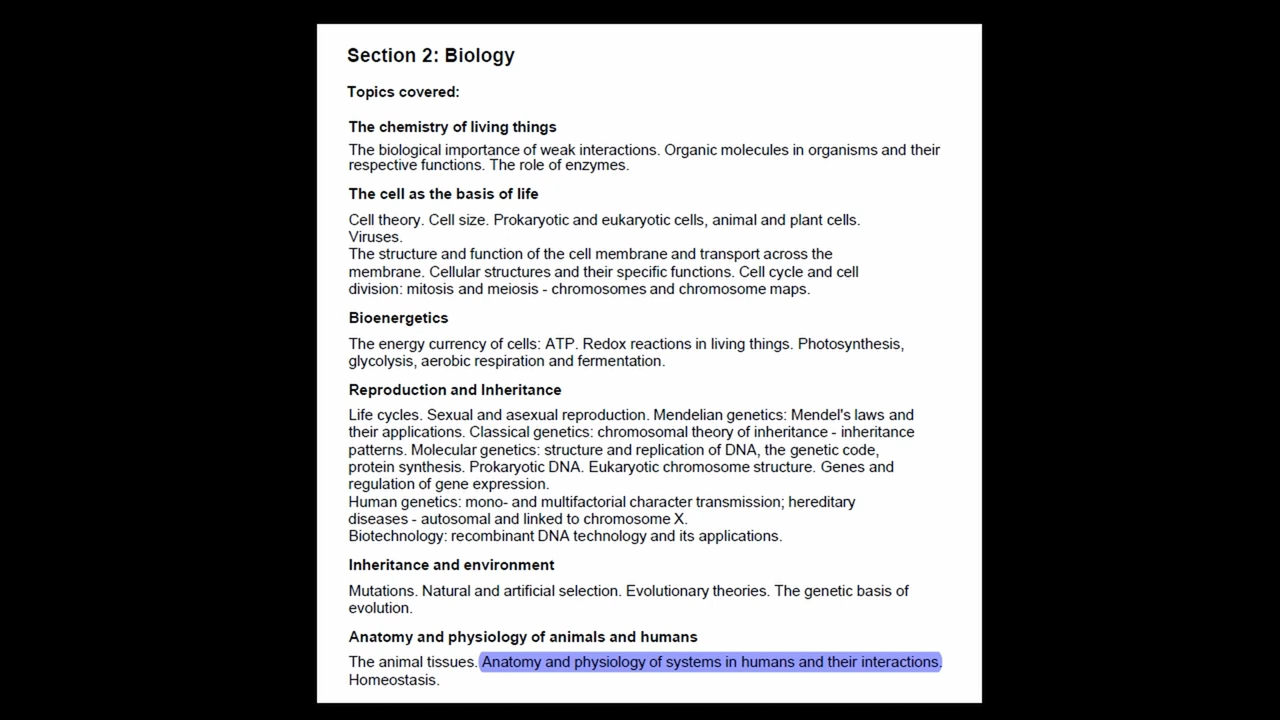 Section 2: Biology
Topics covered:
The chemistry of living things
The biological importance of weak interactions. Organic molecules in organisms and their
respective functions. The role of enzymes.
The cell as the basis of life
Cell theory. Cell size. Prokaryotic and eukaryotic cells, animal and plant cells.
Viruses.
The structure and function of the cell membrane and transport across the
membrane. Cellular structures and their specific functions. Cell cycle and cell
division: mitosis and meiosis - chromosomes and chromosome maps.
Bioenergetics
The energy currency of cells: ATP. Redox reactions in living things. Photosynthesis,
glycolysis, aerobic respiration and fermentation.
Reproduction and Inheritance
Life cycles. Sexual and asexual reproduction. Mendelian genetics: Mendel's laws and
their applications. Classical genetics: chromosomal theory of inheritance - inheritance
patterns. Molecular genetics: structure and replication of DNA, the genetic code,
protein synthesis. Prokaryotic DNA. Eukaryotic chromosome structure. Genes and
regulation of gene expression.
Human genetics: mono- and multifactorial character transmission; hereditary
diseases - autosomal and linked to chromosome X.
Biotechnology: recombinant DNA technology and its applications.
Inheritance and environment
Mutations. Natural and artificial selection. Evolutionary theories. The genetic basis of
evolution.
Anatomy and physiology of animals and humans
The animal tissues. Anatomy and physiology of systems in humans and their interactions.
Homeostasis.